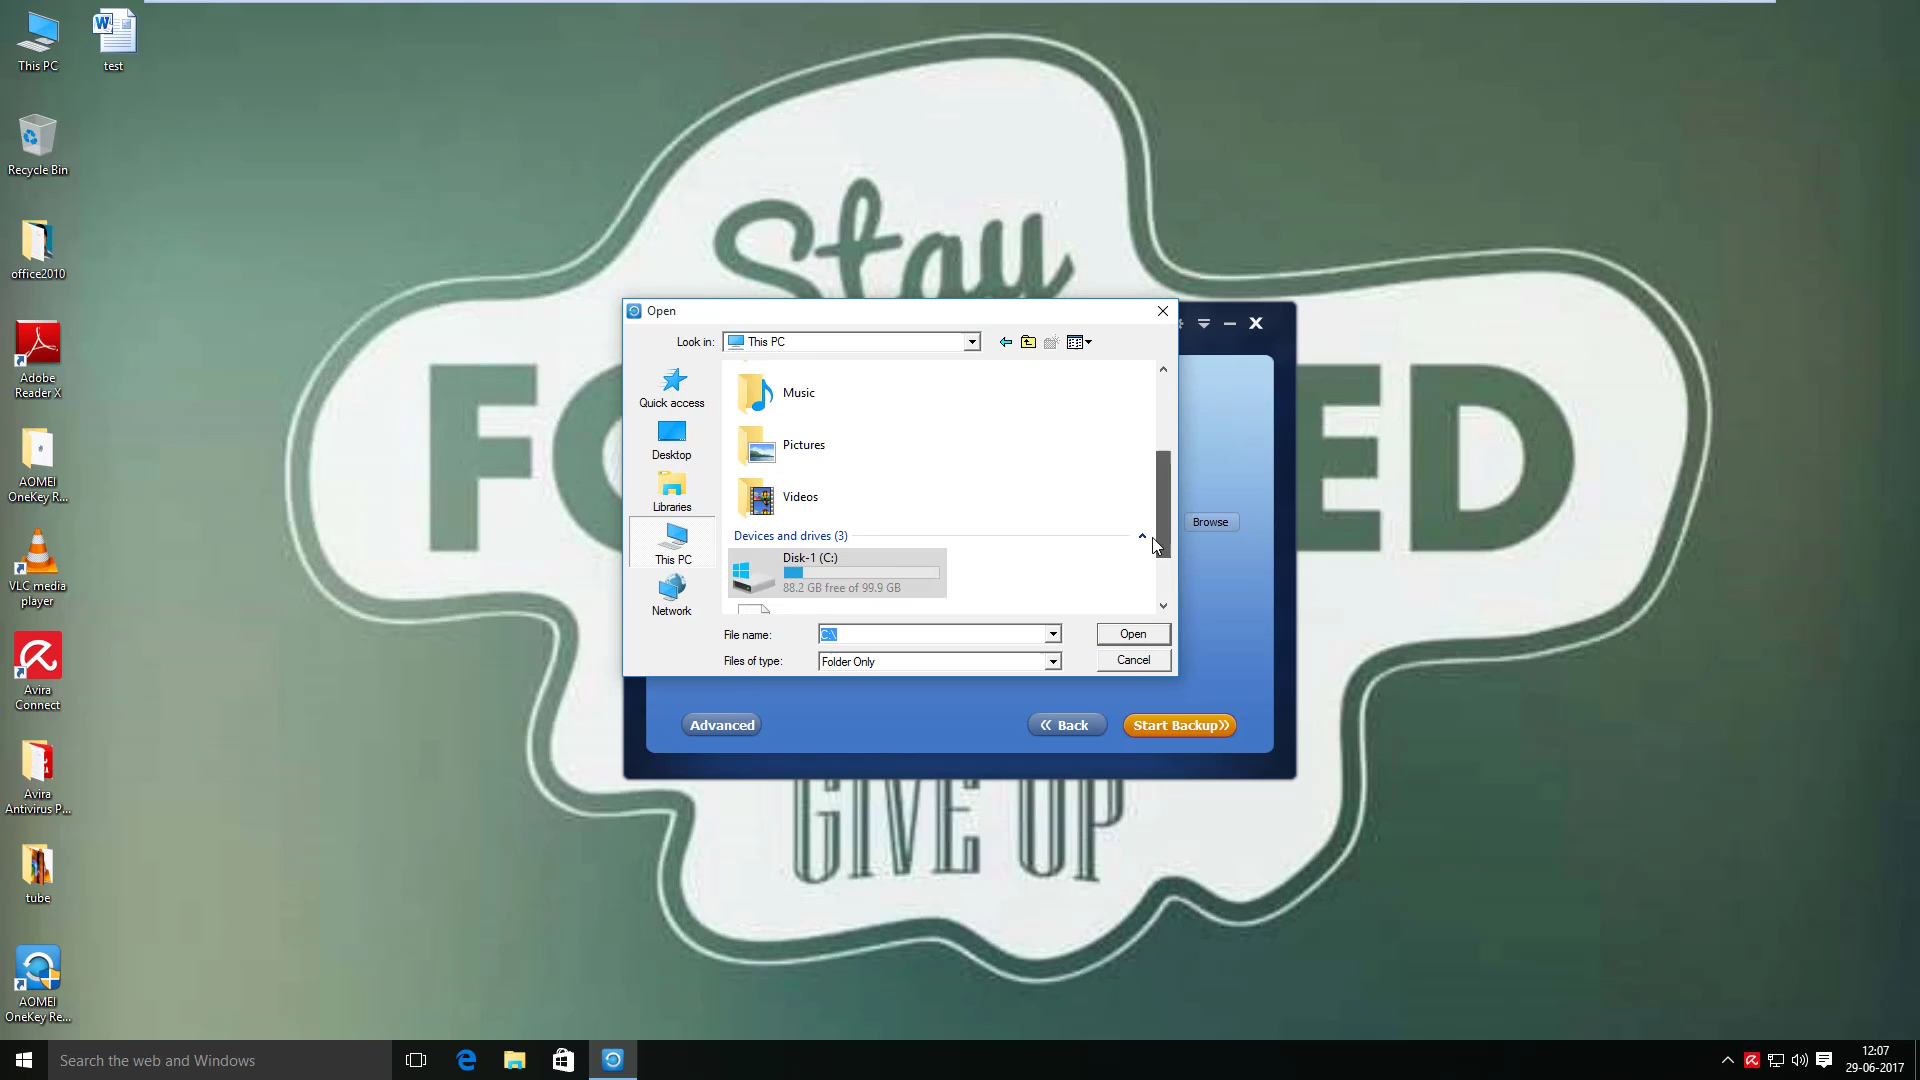 This PC
test
Recycle Bin
office2010
Adobe
Reader X
AOMEI
OneKey R...
VLC media
player
Avira
Connect
Avira
Antivirus P...
tube
AOMEI
OneKey Re...
Stay
FO
ED
GIVE UP
Open
Look in:
This PC
Quick access
Desktop
Libraries
This PC
Network
Music
Pictures
Videos
Devices and drives (3)
Disk-1 (C:)
88.2 GB free of 99.9 GB
File name:
C:\
Open
Files of type:
Folder Only
Cancel
Browse
Advanced
Back
Start Backup
Search the web and Windows
12:07
29-06-2017